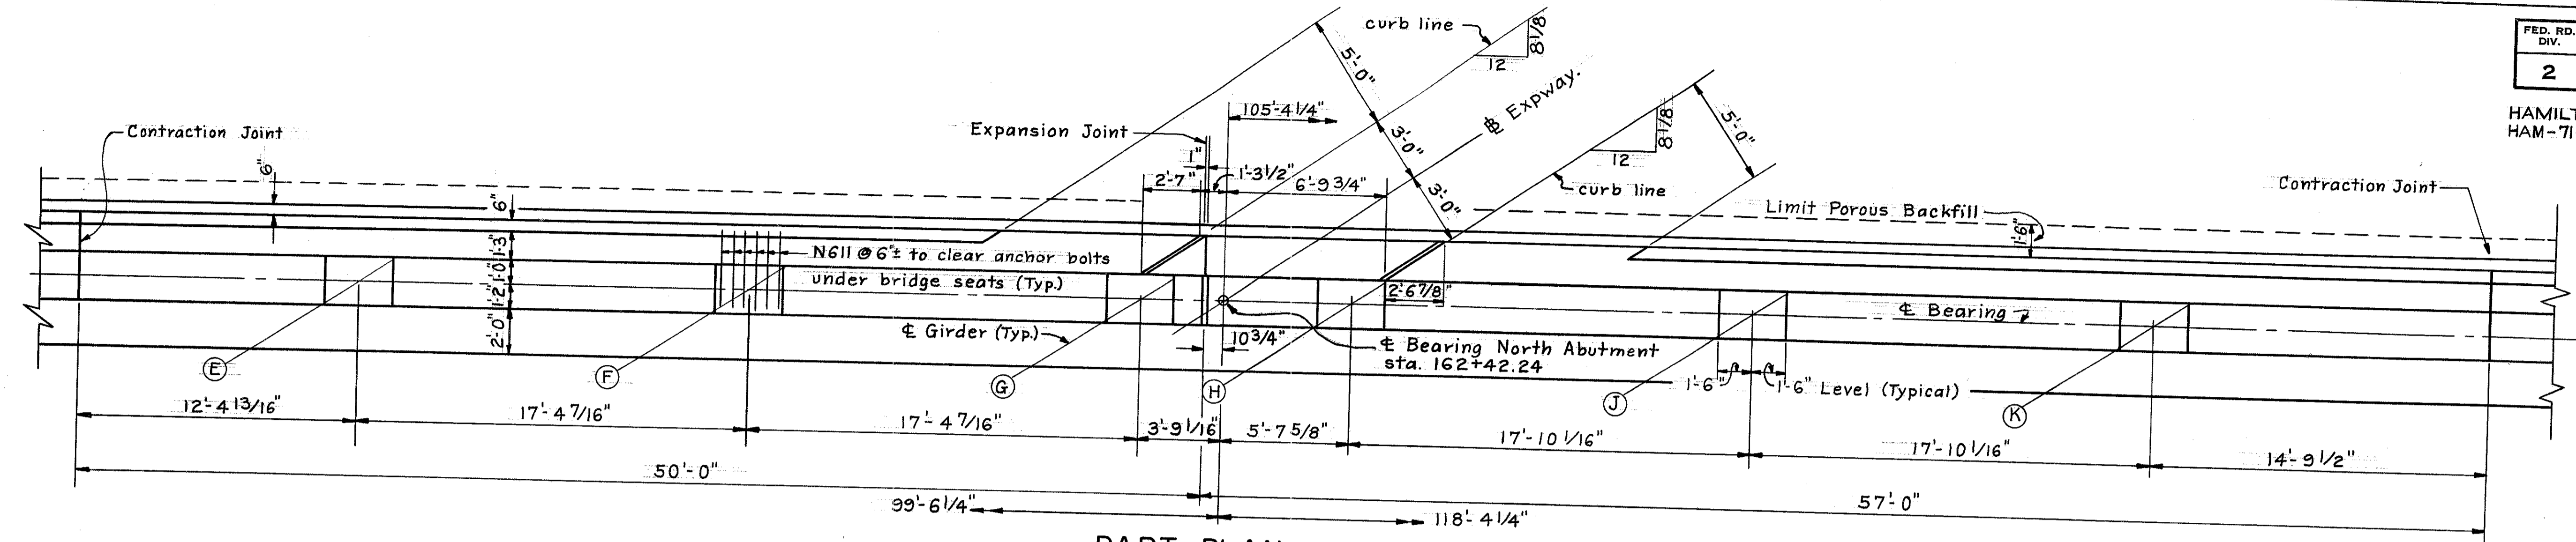 FED. RD.
DIV.
2
HAMILT
HAM-71
curb line
8 1/8
12
5'-0"
105'-4 1/4"
℄ Expway.
Contraction Joint
Expansion Joint
3'-0"
8 1/8
12
5'-0"
1"
6"
2'-7"
1'-3 1/2"
6'-9 3/4"
3'-0"
curb line
Contraction Joint
6"
Limit Porous Backfill
1'-6"
1'-3"
N611 @ 6"± to clear anchor bolts
under bridge seats (Typ.)
1'-0"
1'-2"
2'-0"
2'-6 7/8"
℄ Bearing
℄ Girder (Typ.)
10 3/4"
℄ Bearing North Abutment
sta. 162+42.24
E
F
G
H
J
K
1'-6"
1'-6" Level (Typical)
12'-4 13/16"
17'-4 7/16"
17'-4 7/16"
3'-9 1/16"
5'-7 5/8"
17'-10 1/16"
17'-10 1/16"
14'-9 1/2"
50'-0"
57'-0"
99'-6 1/4"
118'-4 1/4"
PART PLAN